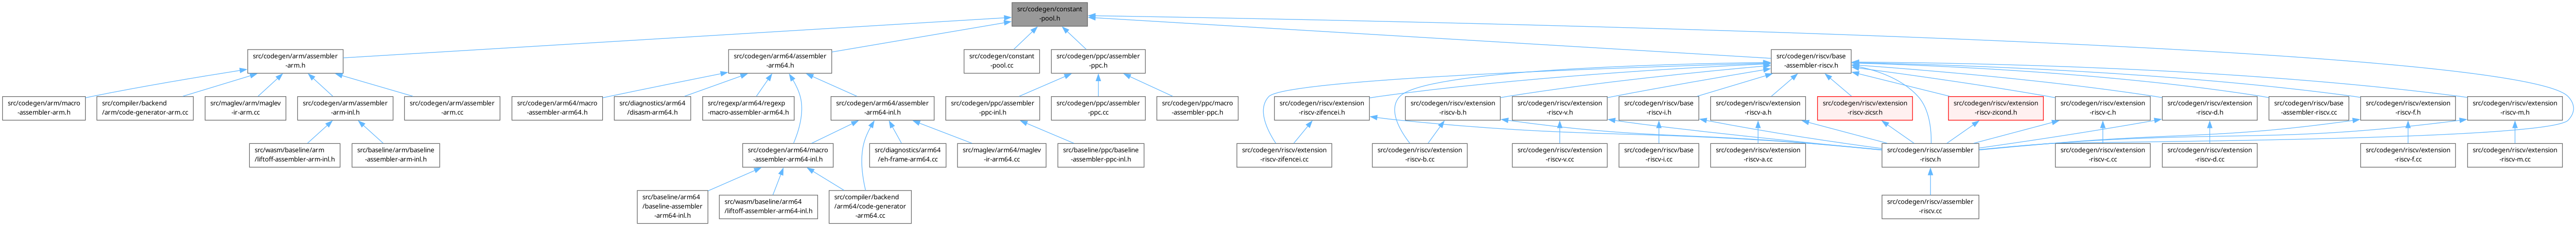 src/codegen/constant
-pool.h
src/codegen/arm/assembler
-arm.h
src/codegen/arm64/assembler
-arm64.h
src/codegen/constant
-pool.cc
src/codegen/ppc/assembler
-ppc.h
src/codegen/riscv/base
-assembler-riscv.h
src/codegen/arm/macro
-assembler-arm.h
src/compiler/backend
/arm/code-generator-arm.cc
src/maglev/arm/maglev
-ir-arm.cc
src/codegen/arm/assembler
-arm-inl.h
src/codegen/arm/assembler
-arm.cc
src/codegen/arm64/macro
-assembler-arm64.h
src/diagnostics/arm64
/disasm-arm64.h
src/regexp/arm64/regexp
-macro-assembler-arm64.h
src/codegen/arm64/assembler
-arm64-inl.h
src/codegen/ppc/assembler
-ppc-inl.h
src/codegen/ppc/assembler
-ppc.cc
src/codegen/ppc/macro
-assembler-ppc.h
src/codegen/riscv/extension
-riscv-zifencei.h
src/codegen/riscv/extension
-riscv-b.h
src/codegen/riscv/extension
-riscv-v.h
src/codegen/riscv/base
-riscv-i.h
src/codegen/riscv/extension
-riscv-a.h
src/codegen/riscv/extension
-riscv-zicsr.h
src/codegen/riscv/extension
-riscv-zicond.h
src/codegen/riscv/extension
-riscv-c.h
src/codegen/riscv/extension
-riscv-d.h
src/codegen/riscv/base
-assembler-riscv.cc
src/codegen/riscv/extension
-riscv-f.h
src/codegen/riscv/extension
-riscv-m.h
src/wasm/baseline/arm
/liftoff-assembler-arm-inl.h
src/baseline/arm/baseline
-assembler-arm-inl.h
src/codegen/arm64/macro
-assembler-arm64-inl.h
src/diagnostics/arm64
/eh-frame-arm64.cc
src/maglev/arm64/maglev
-ir-arm64.cc
src/baseline/ppc/baseline
-assembler-ppc-inl.h
src/codegen/riscv/extension
-riscv-zifencei.cc
src/codegen/riscv/extension
-riscv-b.cc
src/codegen/riscv/extension
-riscv-v.cc
src/codegen/riscv/base
-riscv-i.cc
src/codegen/riscv/extension
-riscv-a.cc
src/codegen/riscv/assembler
-riscv.h
src/codegen/riscv/extension
-riscv-c.cc
src/codegen/riscv/extension
-riscv-d.cc
src/codegen/riscv/extension
-riscv-f.cc
src/codegen/riscv/extension
-riscv-m.cc
src/baseline/arm64
/baseline-assembler
-arm64-inl.h
src/wasm/baseline/arm64
/liftoff-assembler-arm64-inl.h
src/compiler/backend
/arm64/code-generator
-arm64.cc
src/codegen/riscv/assembler
-riscv.cc